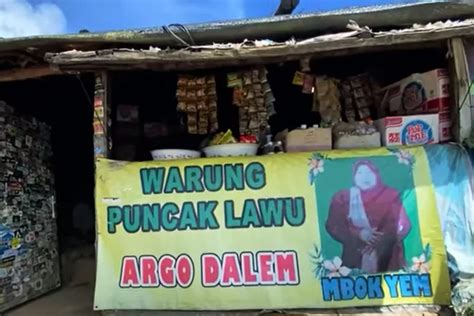 WARUNG
PUNCAK LAWU
ARGO DALEM
MBOK YEM